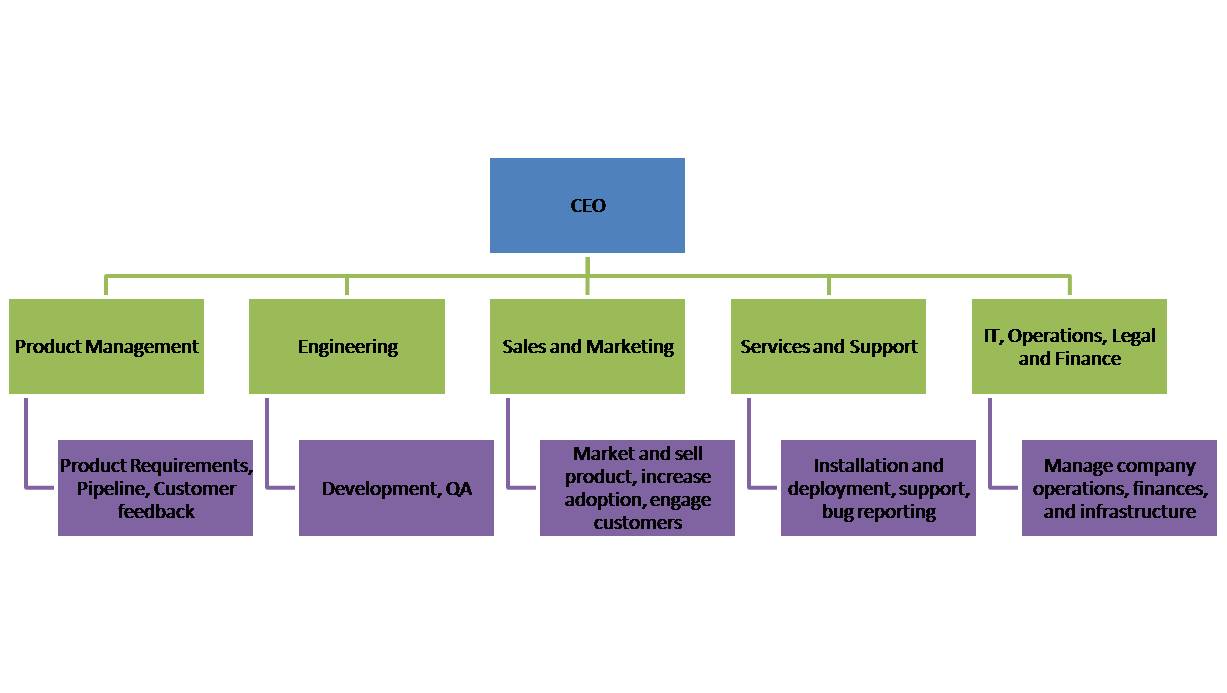 CEO
Product Management
Engineering
Sales and Marketing
Services and Support
IT, Operations, Legal
and Finance
Product Requirements,
Pipeline, Customer
feedback
Development, QA
Market and sell
product, increase
adoption, engage
customers
Installation and
deployment, support,
bug reporting
Manage company
operations, finances,
and infrastructure